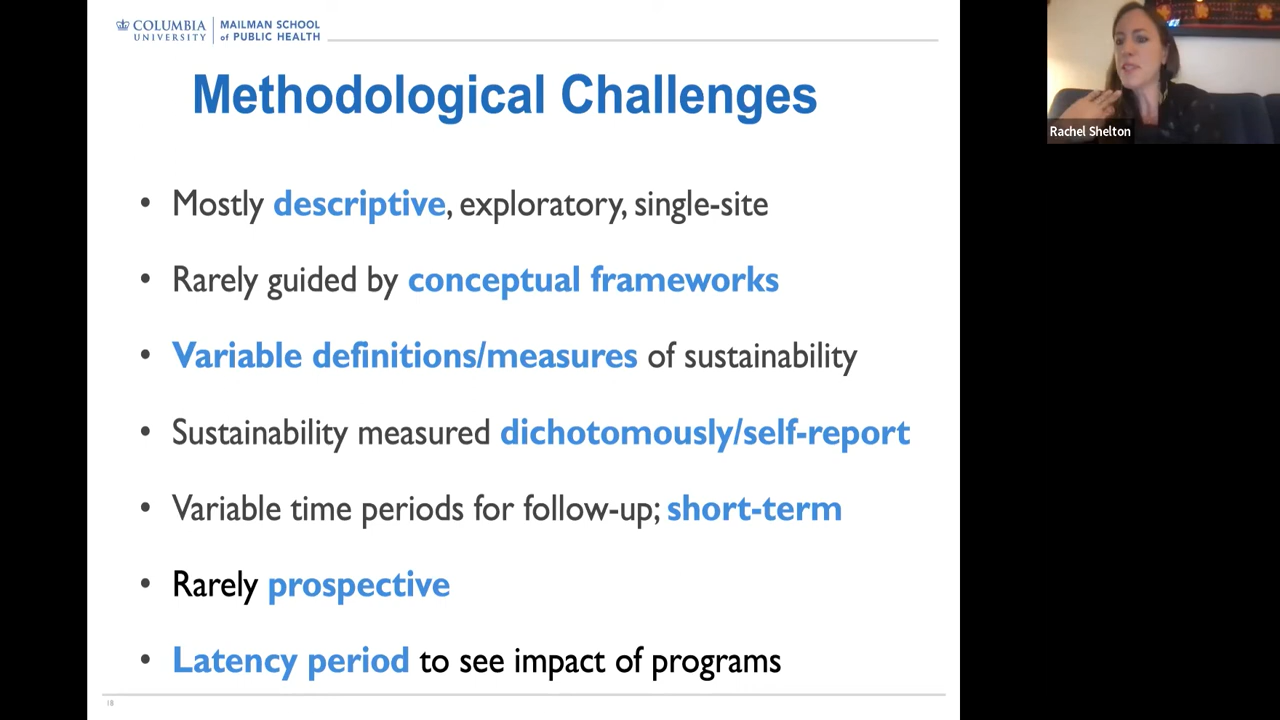 COLUMBIA UNIVERSITY
MAILMAN SCHOOL of PUBLIC HEALTH
Methodological Challenges
• Mostly descriptive, exploratory, single-site
• Rarely guided by conceptual frameworks
• Variable definitions/measures of sustainability
• Sustainability measured dichotomously/self-report
• Variable time periods for follow-up; short-term
• Rarely prospective
• Latency period to see impact of programs
18
Rachel Shelton